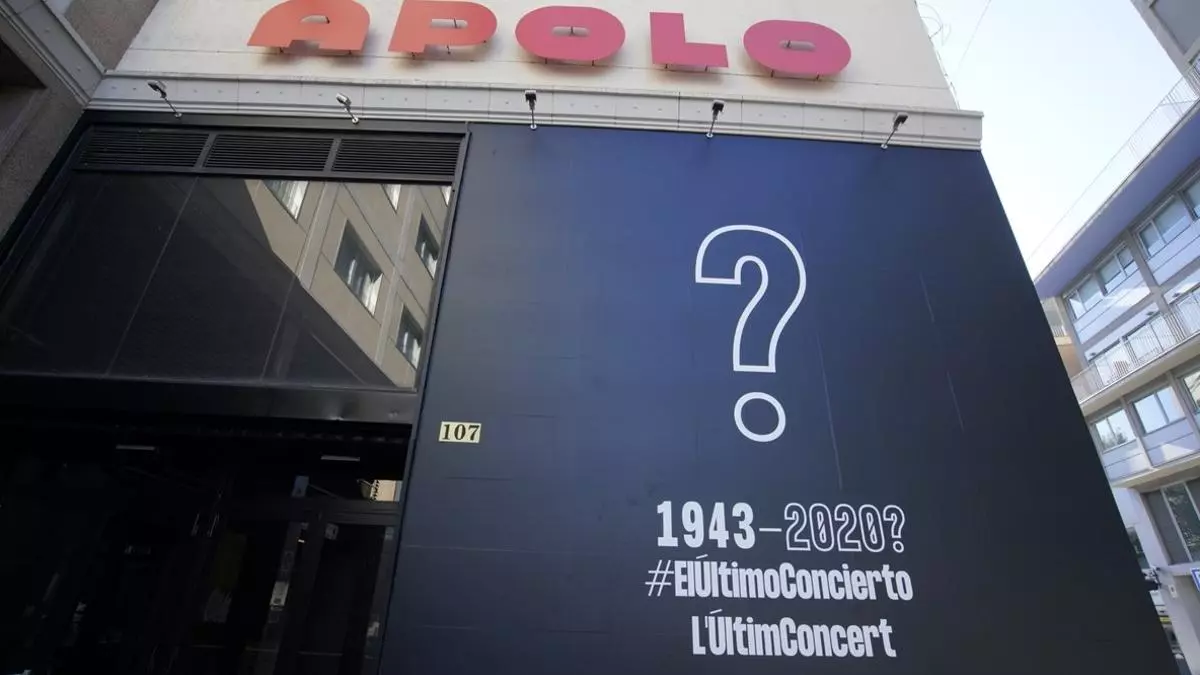 APOLO
?
107
1943–2020?
#ElÚltimoConcierto
L'ÚltimConcert